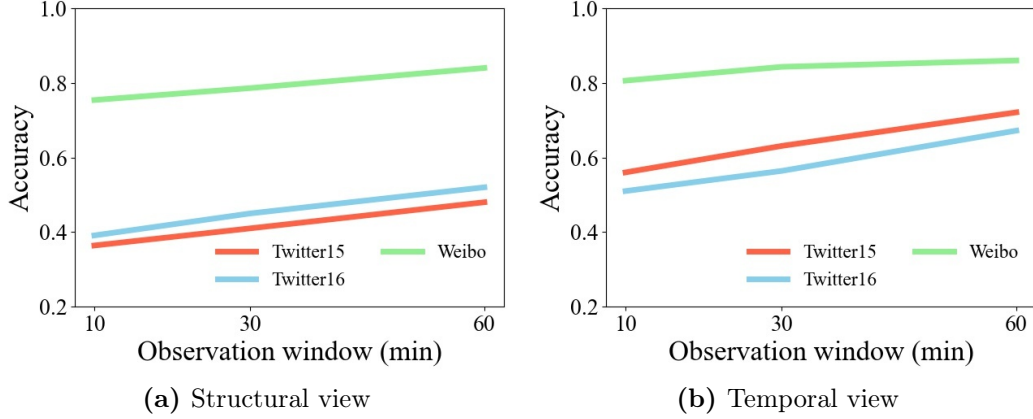 1.0
0.8
0.6
0.4
0.2
Accuracy
Twitter15
Twitter16
Weibo
10
30
60
Observation window (min)
(a) Structural view
1.0
0.8
0.6
0.4
0.2
Accuracy
Twitter15
Twitter16
Weibo
10
30
60
Observation window (min)
(b) Temporal view